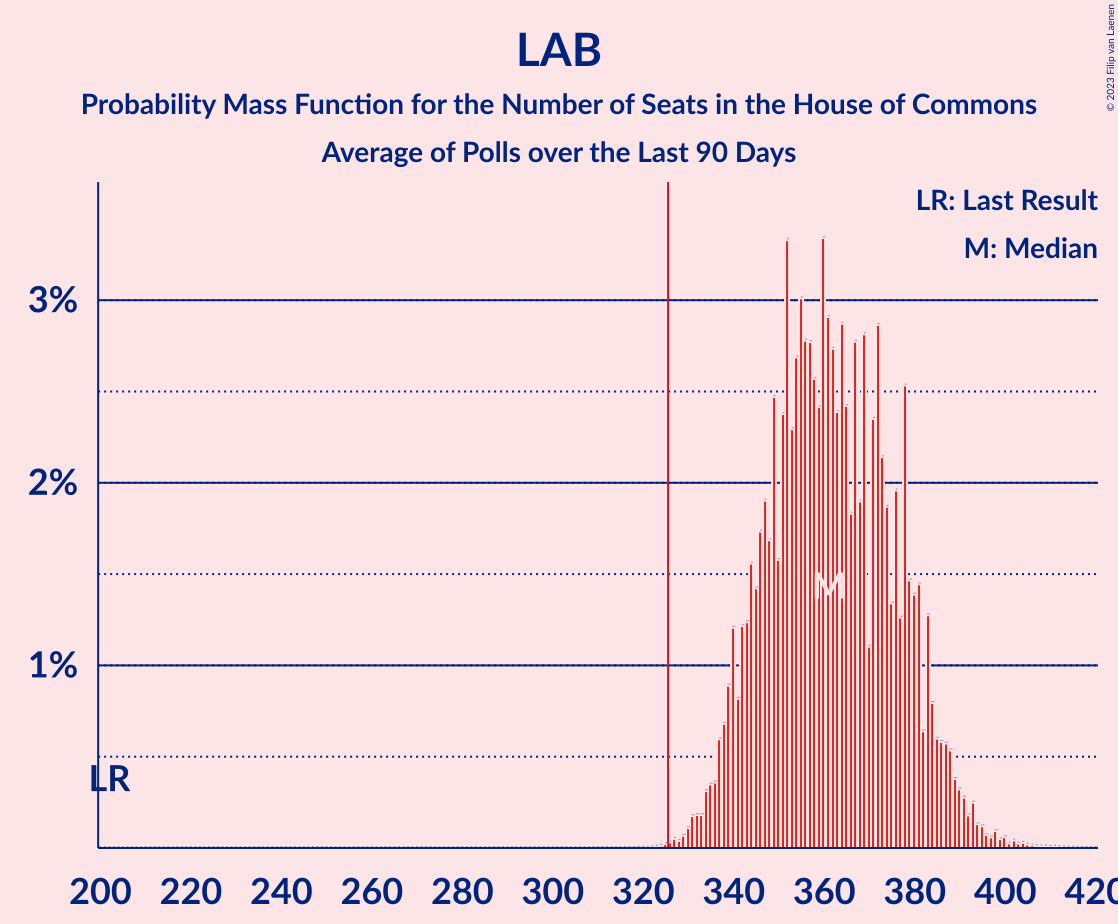 LAB
Probability Mass Function for the Number of Seats in the House of Commons
Average of Polls over the Last 90 Days
© 2023 Filip van Laenen
LR: Last Result
M: Median
3%
2%
1%
M
LR
200 220 240 260 280 300 320 340 360 380 400 420